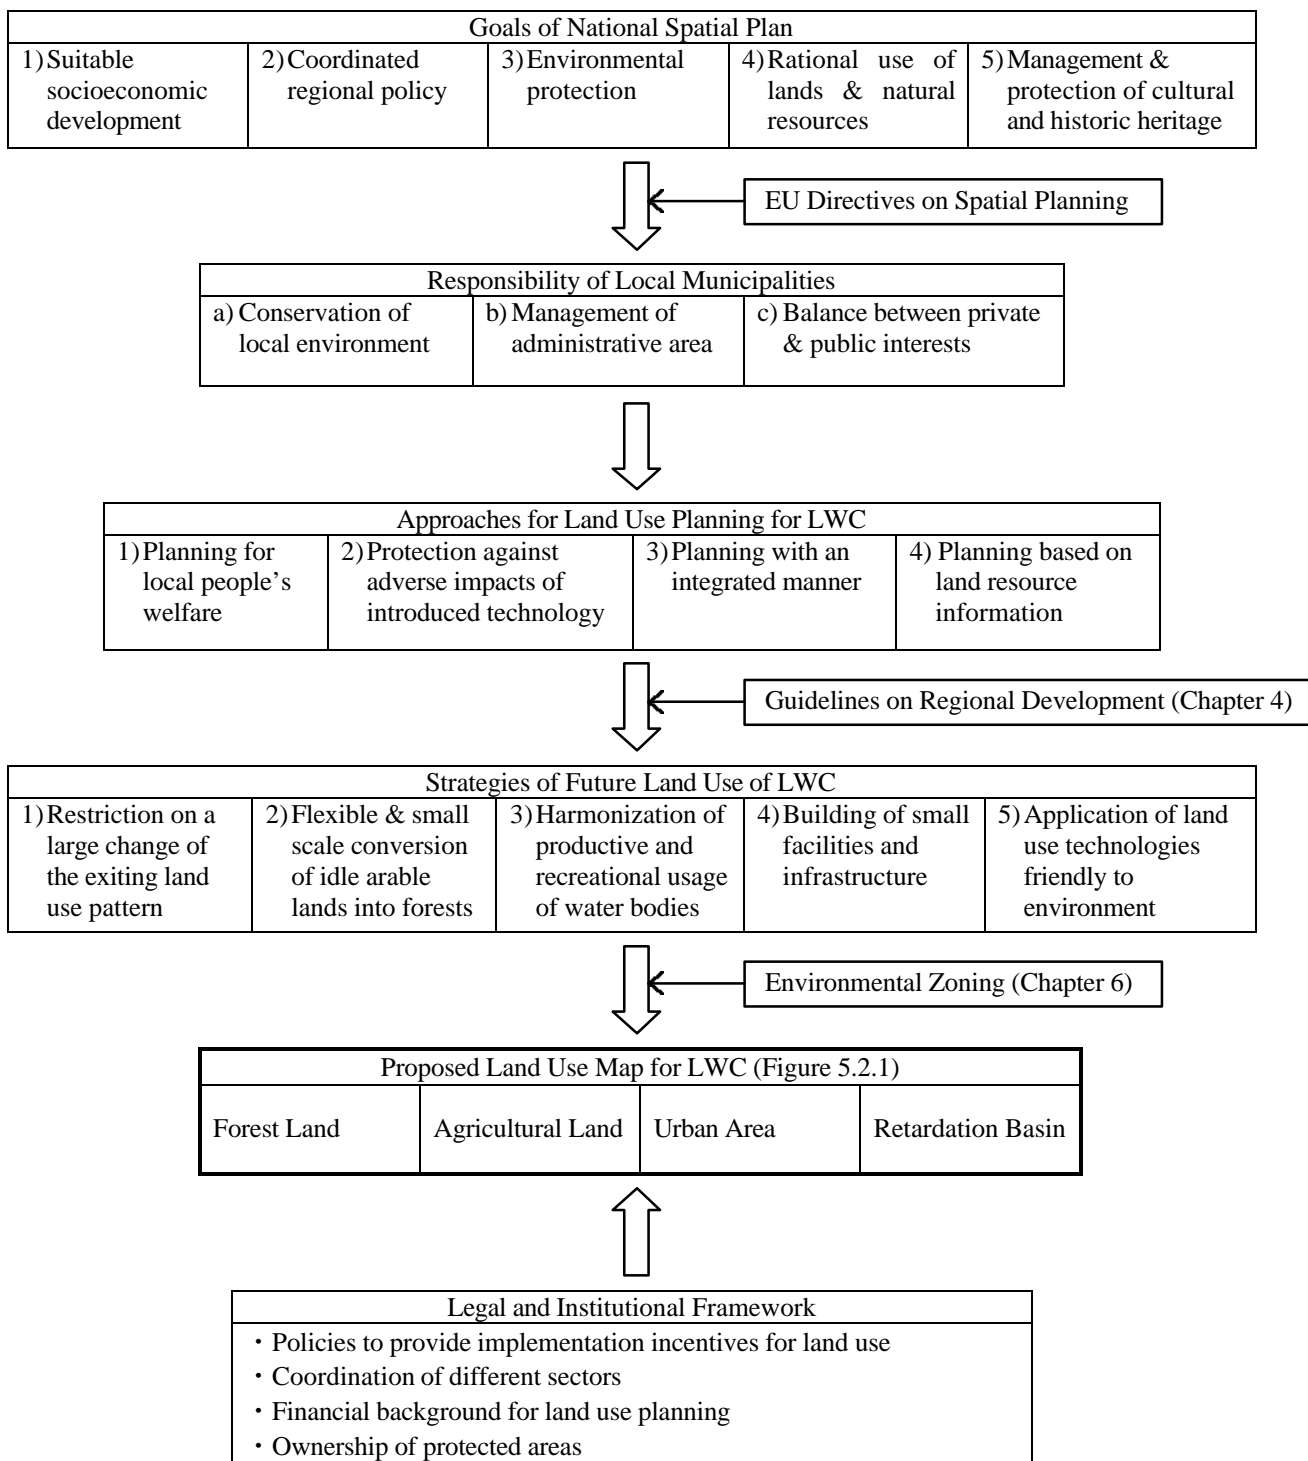 Goals of National Spatial Plan
1) Suitable
socioeconomic
development
2) Coordinated
regional policy
3) Environmental
protection
4) Rational use of
lands & natural
resources
5) Management &
protection of cultural
and historic heritage
EU Directives on Spatial Planning
Responsibility of Local Municipalities
a) Conservation of
local environment
b) Management of
administrative area
c) Balance between private
& public interests
Approaches for Land Use Planning for LWC
1) Planning for
local people’s
welfare
2) Protection against
adverse impacts of
introduced technology
3) Planning with an
integrated manner
4) Planning based on
land resource
information
Guidelines on Regional Development (Chapter 4)
Strategies of Future Land Use of LWC
1) Restriction on a
large change of
the exiting land
use pattern
2) Flexible & small
scale conversion
of idle arable
lands into forests
3) Harmonization of
productive and
recreational usage
of water bodies
4) Building of small
facilities and
infrastructure
5) Application of land
use technologies
friendly to
environment
Environmental Zoning (Chapter 6)
Proposed Land Use Map for LWC (Figure 5.2.1)
Forest Land
Agricultural Land
Urban Area
Retardation Basin
Legal and Institutional Framework
・Policies to provide implementation incentives for land use
・Coordination of different sectors
・Financial background for land use planning
・Ownership of protected areas